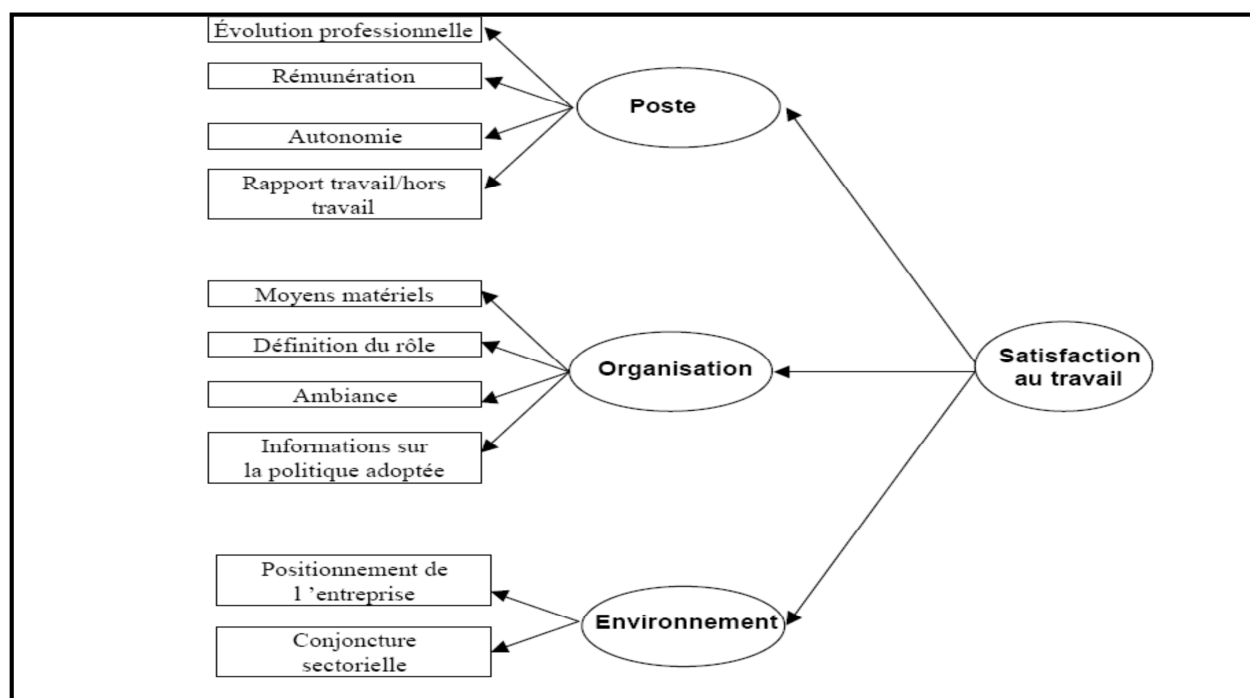 Évolution professionnelle
Rémunération
Autonomie
Rapport travail/hors
travail
Poste
Moyens matériels
Définition du rôle
Ambiance
Informations sur
la politique adoptée
Organisation
Satisfaction
au travail
Positionnement de
l ’entreprise
Conjoncture
sectorielle
Environnement